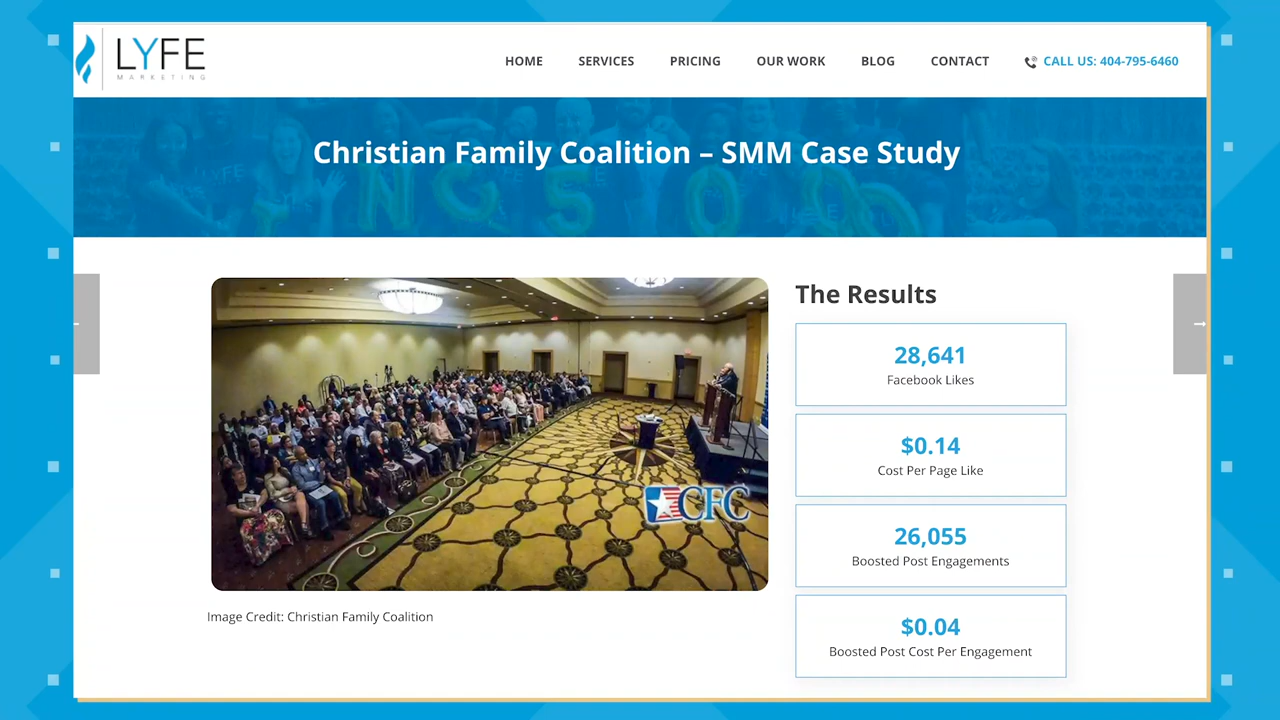 LYFE
MARKETING
HOME SERVICES PRICING OUR WORK BLOG CONTACT CALL US: 404-795-6460
Christian Family Coalition – SMM Case Study
The Results
28,641
Facebook Likes
$0.14
Cost Per Page Like
CFC
26,055
Boosted Post Engagements
Image Credit: Christian Family Coalition
$0.04
Boosted Post Cost Per Engagement